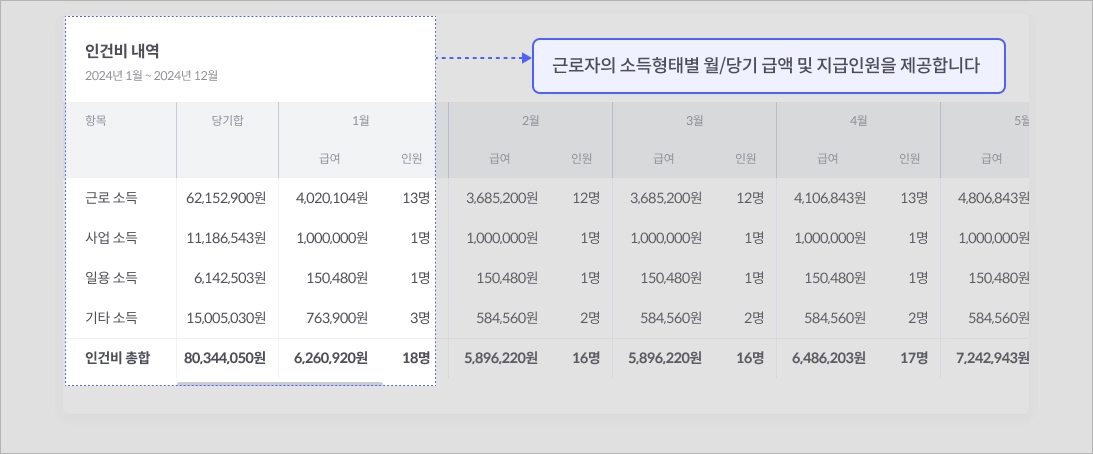 인건비 내역
2024년 1월 ~ 2024년 12월
근로자의 소득형태별 월/당기 급액 및 지급인원을 제공합니다
항목 당기합 1월 2월 3월 4월 5월
급여 인원 급여 인원 급여 인원 급여 인원 급여
근로 소득 62,152,900원 4,020,104원 13명 3,685,200원 12명 3,685,200원 12명 4,106,843원 13명 4,806,843원
사업 소득 11,186,543원 1,000,000원 1명 1,000,000원 1명 1,000,000원 1명 1,000,000원 1명 1,000,000원
일용 소득 6,142,503원 150,480원 1명 150,480원 1명 150,480원 1명 150,480원 1명 150,480원
기타 소득 15,005,030원 763,900원 3명 584,560원 2명 584,560원 2명 584,560원 2명 584,560원
인건비 총합 80,344,050원 6,260,920원 18명 5,896,220원 16명 5,896,220원 16명 6,486,203원 17명 7,242,943원